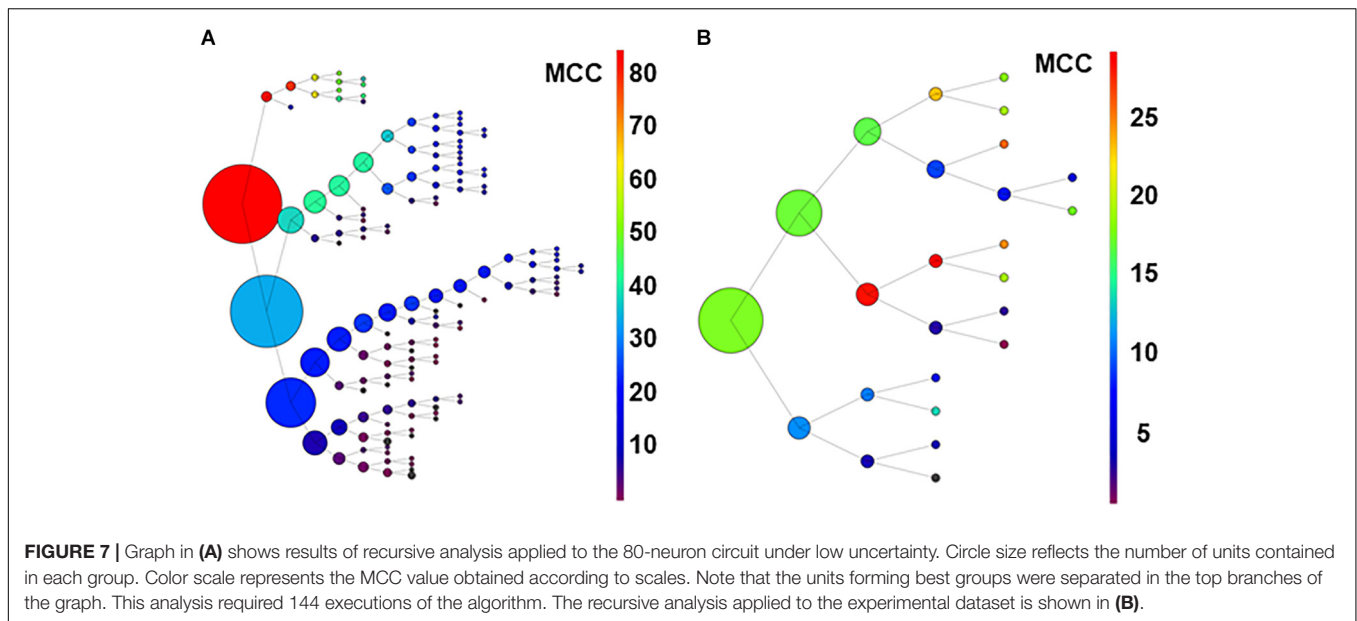 A
B
MCC
80
70
60
50
40
30
20
10
MCC
25
20
15
10
5
FIGURE 7 | Graph in (A) shows results of recursive analysis applied to the 80-neuron circuit under low uncertainty. Circle size reflects the number of units contained
in each group. Color scale represents the MCC value obtained according to scales. Note that the units forming best groups were separated in the top branches of
the graph. This analysis required 144 executions of the algorithm. The recursive analysis applied to the experimental dataset is shown in (B).